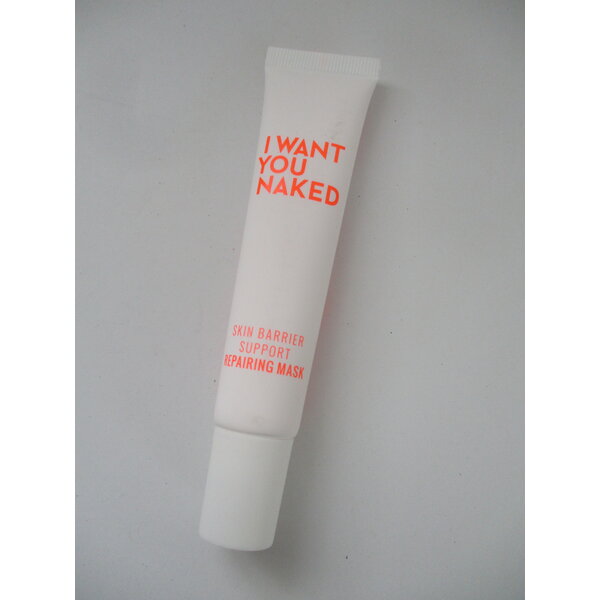 I WANT
YOU
NAKED
SKIN BARRIER
SUPPORT
REPAIRING MASK